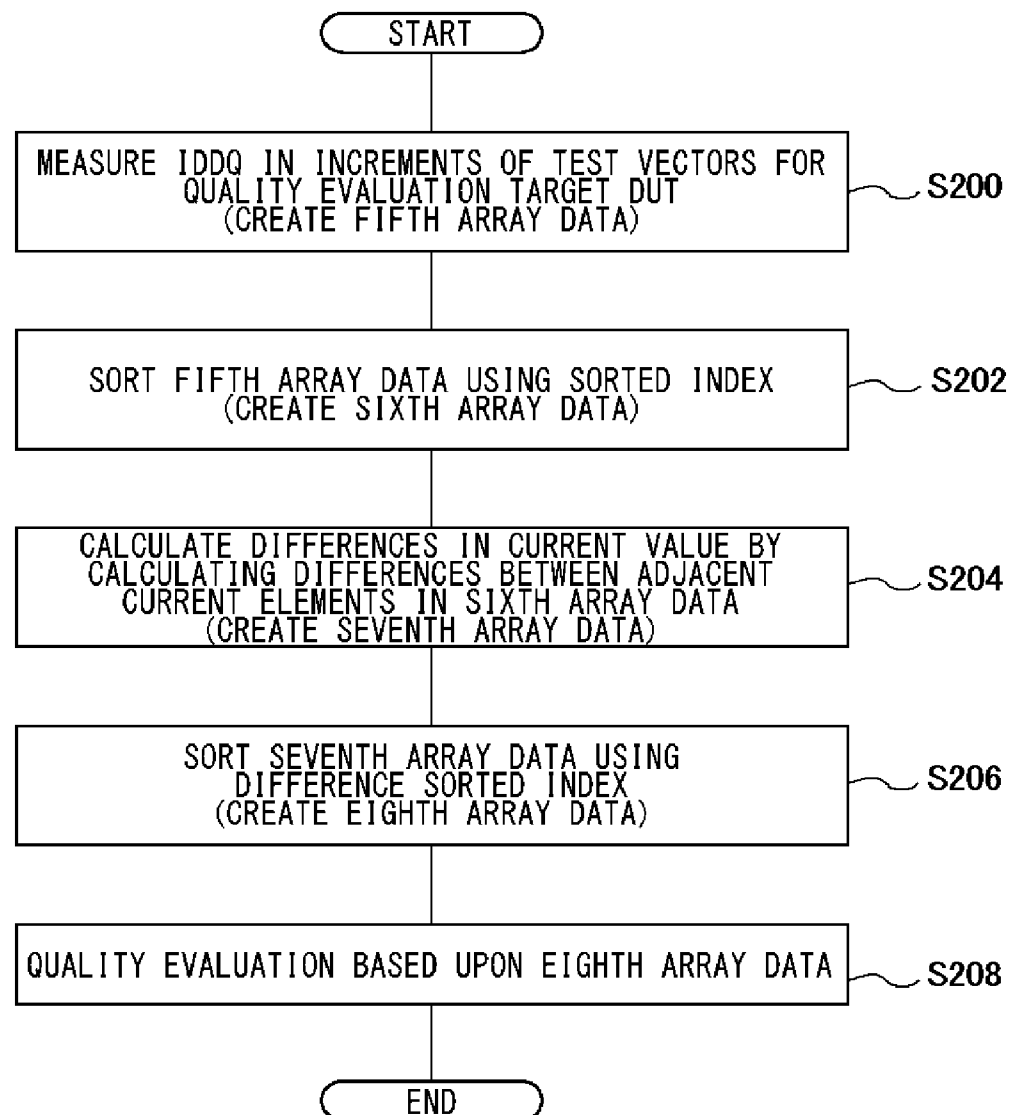 START
MEASURE IDDQ IN INCREMENTS OF TEST VECTORS FOR
QUALITY EVALUATION TARGET DUT
(CREATE FIFTH ARRAY DATA)
S200
SORT FIFTH ARRAY DATA USING SORTED INDEX
(CREATE SIXTH ARRAY DATA)
S202
CALCULATE DIFFERENCES IN CURRENT VALUE BY
CALCULATING DIFFERENCES BETWEEN ADJACENT
CURRENT ELEMENTS IN SIXTH ARRAY DATA
(CREATE SEVENTH ARRAY DATA)
S204
SORT SEVENTH ARRAY DATA USING
DIFFERENCE SORTED INDEX
(CREATE EIGHTH ARRAY DATA)
S206
QUALITY EVALUATION BASED UPON EIGHTH ARRAY DATA
S208
END